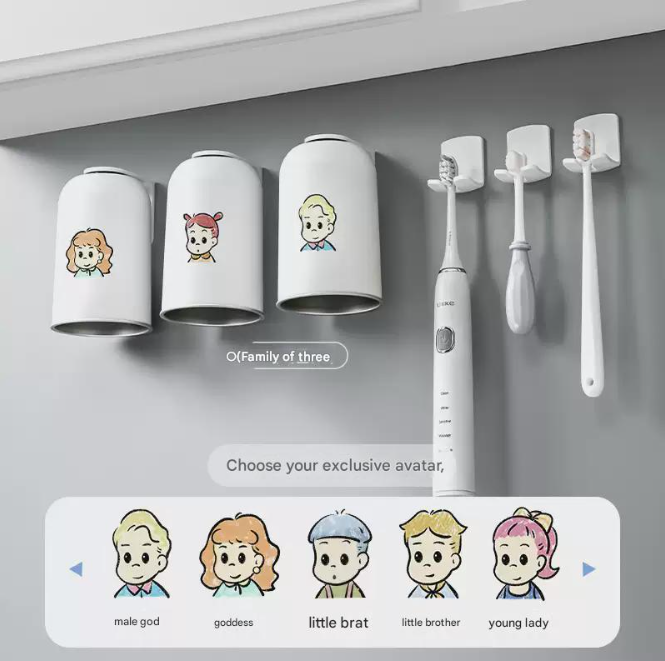 O(Family of three
Choose your exclusive avatar,
male god
goddess
little brat
little brother
young lady